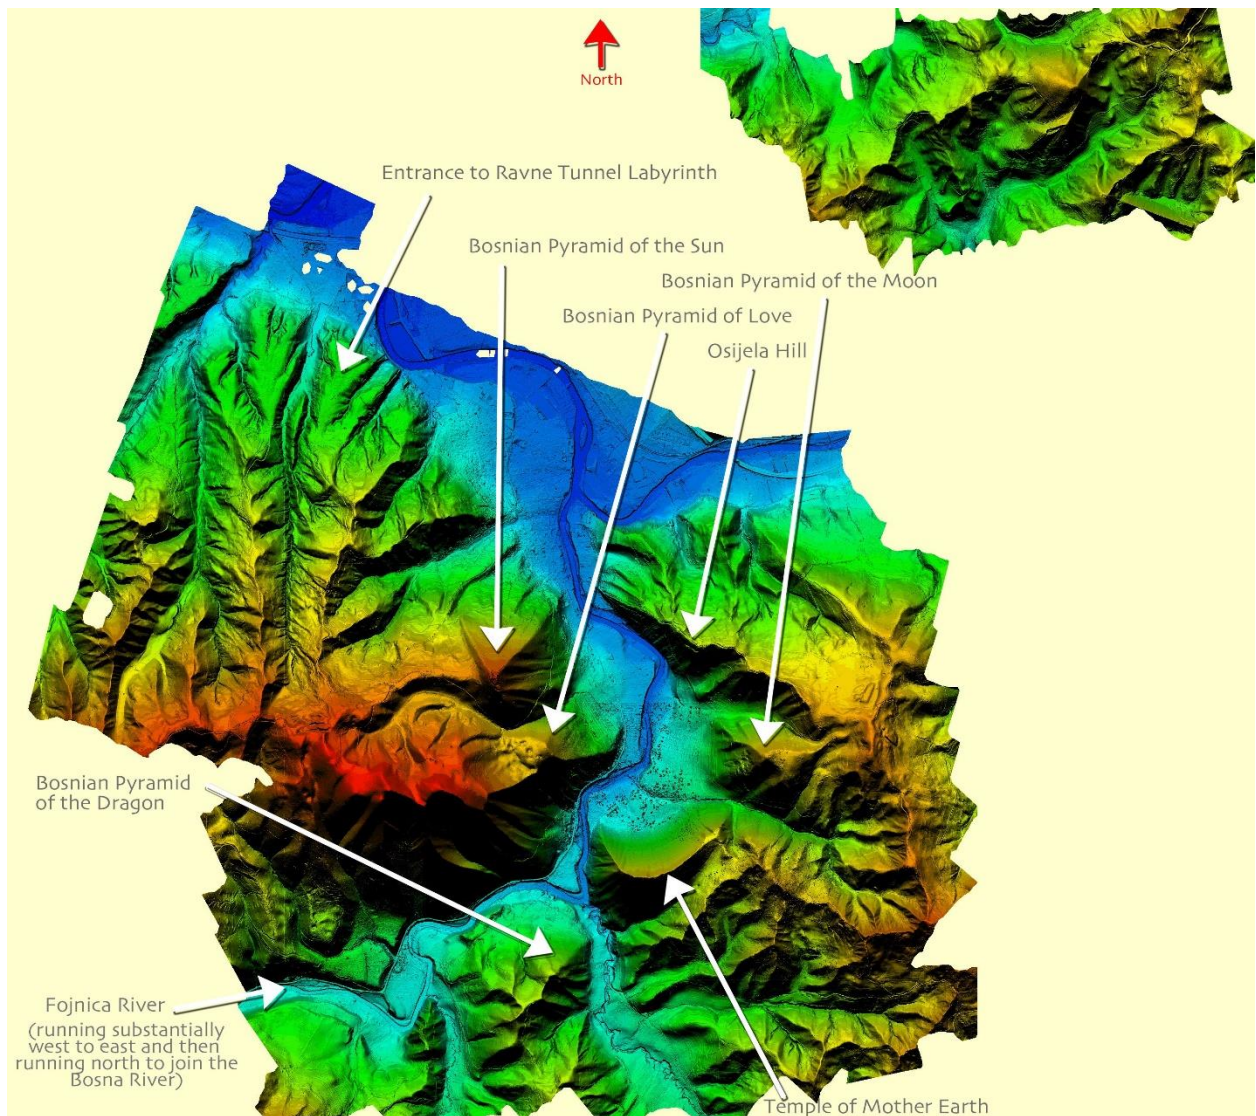 North
Entrance to Ravne Tunnel Labyrinth
Bosnian Pyramid of the Sun
Bosnian Pyramid of the Moon
Bosnian Pyramid of Love
Osijela Hill
Bosnian Pyramid
of the Dragon
Fojnica River
(running substantially
west to east and then
running north to join the
Bosna River)
Temple of Mother Earth